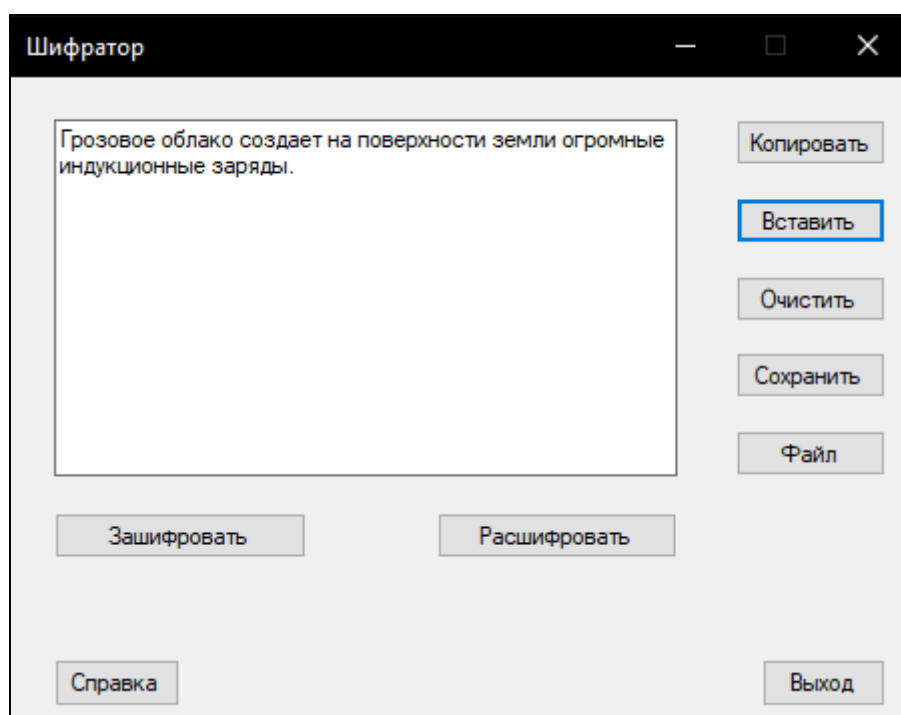 Шифратор
Грозовое облако создает на поверхности земли огромные
индукционные заряды.
Копировать
Вставить
Очистить
Сохранить
Файл
Зашифровать
Расшифровать
Справка
Выход